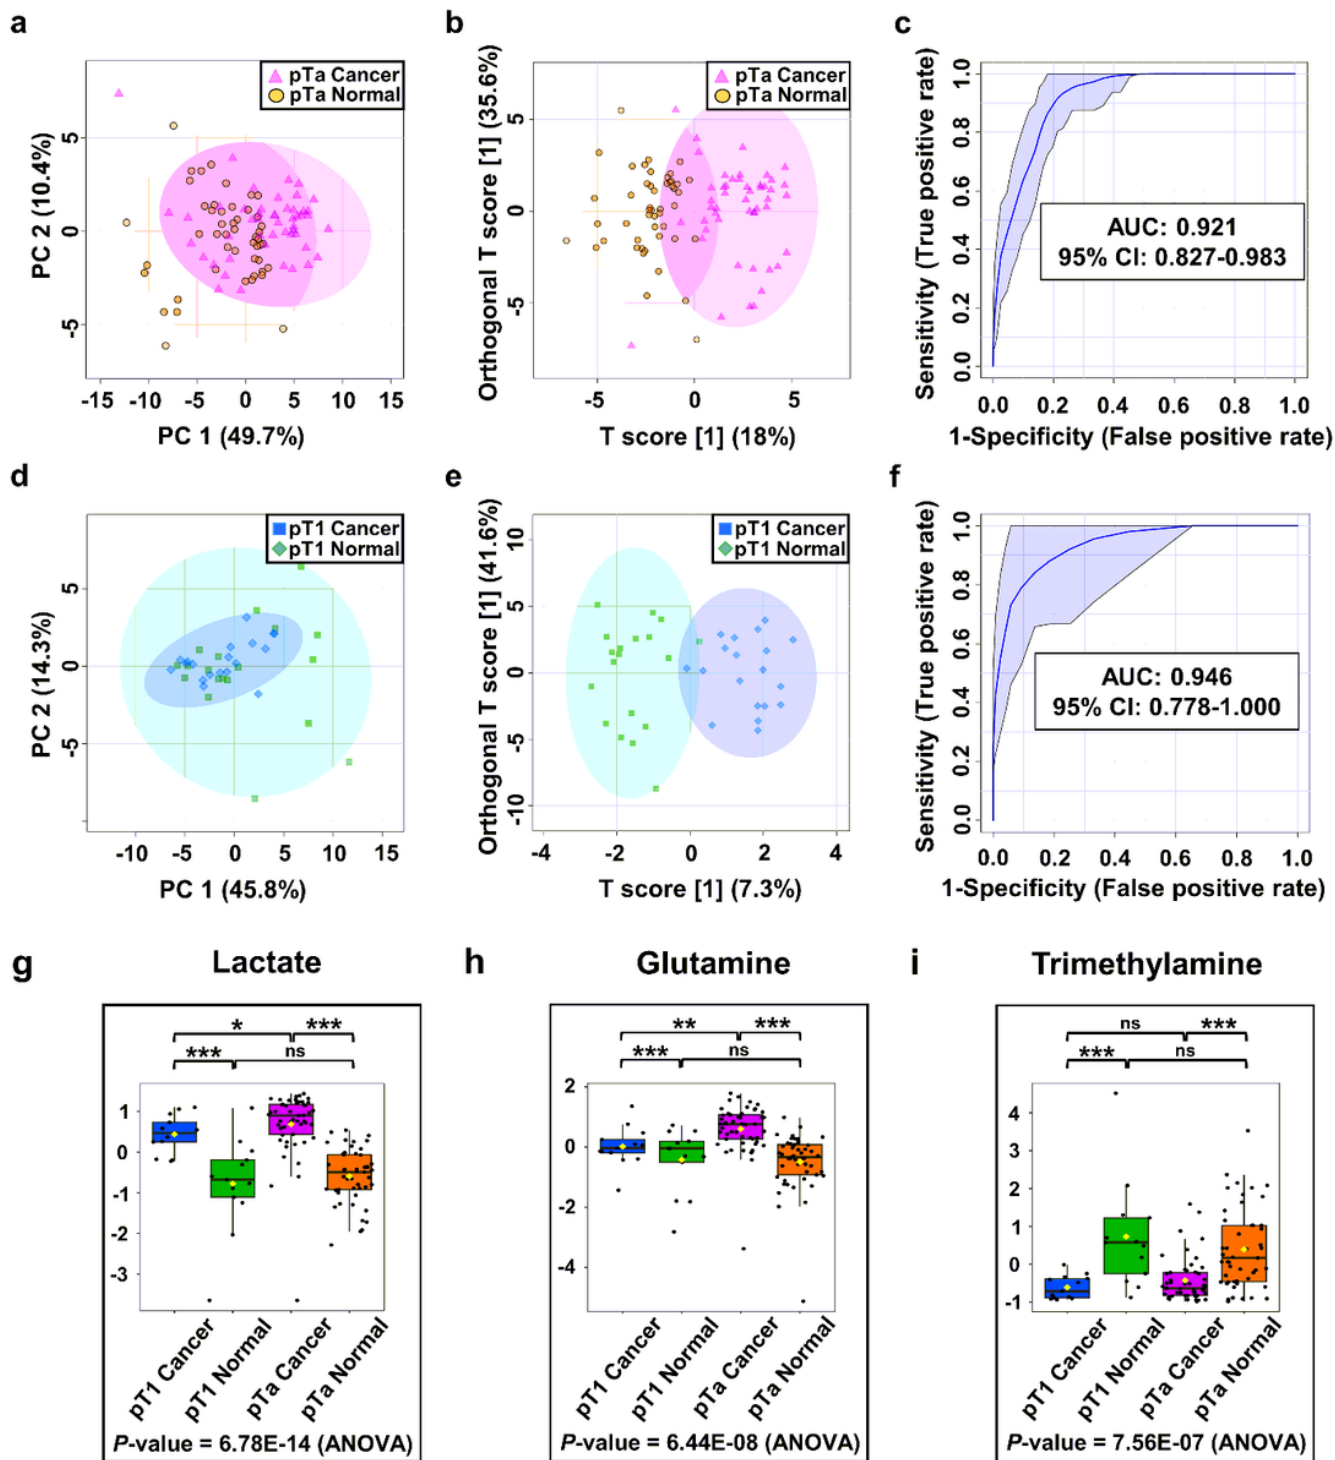 a
pTa Cancer
pTa Normal
PC 2 (10.4%)
5
0
-5
-15 -10 -5 0 5 10 15
PC 1 (49.7%)
b
pTa Cancer
pTa Normal
Orthogonal T score [1] (35.6%)
5
0
-5
-5 0 5
T score [1] (18%)
c
Sensitivity (True positive rate)
1.0
0.8
0.6
0.4
0.2
0.0
AUC: 0.921
95% CI: 0.827-0.983
0.0 0.2 0.4 0.6 0.8 1.0
1-Specificity (False positive rate)
d
pT1 Cancer
pT1 Normal
PC 2 (14.3%)
5
0
-5
-10 -5 0 5 10 15
PC 1 (45.8%)
e
pT1 Cancer
pT1 Normal
Orthogonal T score [1] (41.6%)
10
5
0
-5
-10
-4 -2 0 2 4
T score [1] (7.3%)
f
Sensitivity (True positive rate)
1.0
0.8
0.6
0.4
0.2
0.0
AUC: 0.946
95% CI: 0.778-1.000
0.0 0.2 0.4 0.6 0.8 1.0
1-Specificity (False positive rate)
g
Lactate
* ***
*** ns
1
0
-1
-2
-3
pT1 Cancer
pT1 Normal
pTa Cancer
pTa Normal
P-value = 6.78E-14 (ANOVA)
h
Glutamine
** ***
*** ns
2
0
-2
-4
pT1 Cancer
pT1 Normal
pTa Cancer
pTa Normal
P-value = 6.44E-08 (ANOVA)
i
Trimethylamine
ns ***
*** ns
4
3
2
1
0
-1
pT1 Cancer
pT1 Normal
pTa Cancer
pTa Normal
P-value = 7.56E-07 (ANOVA)